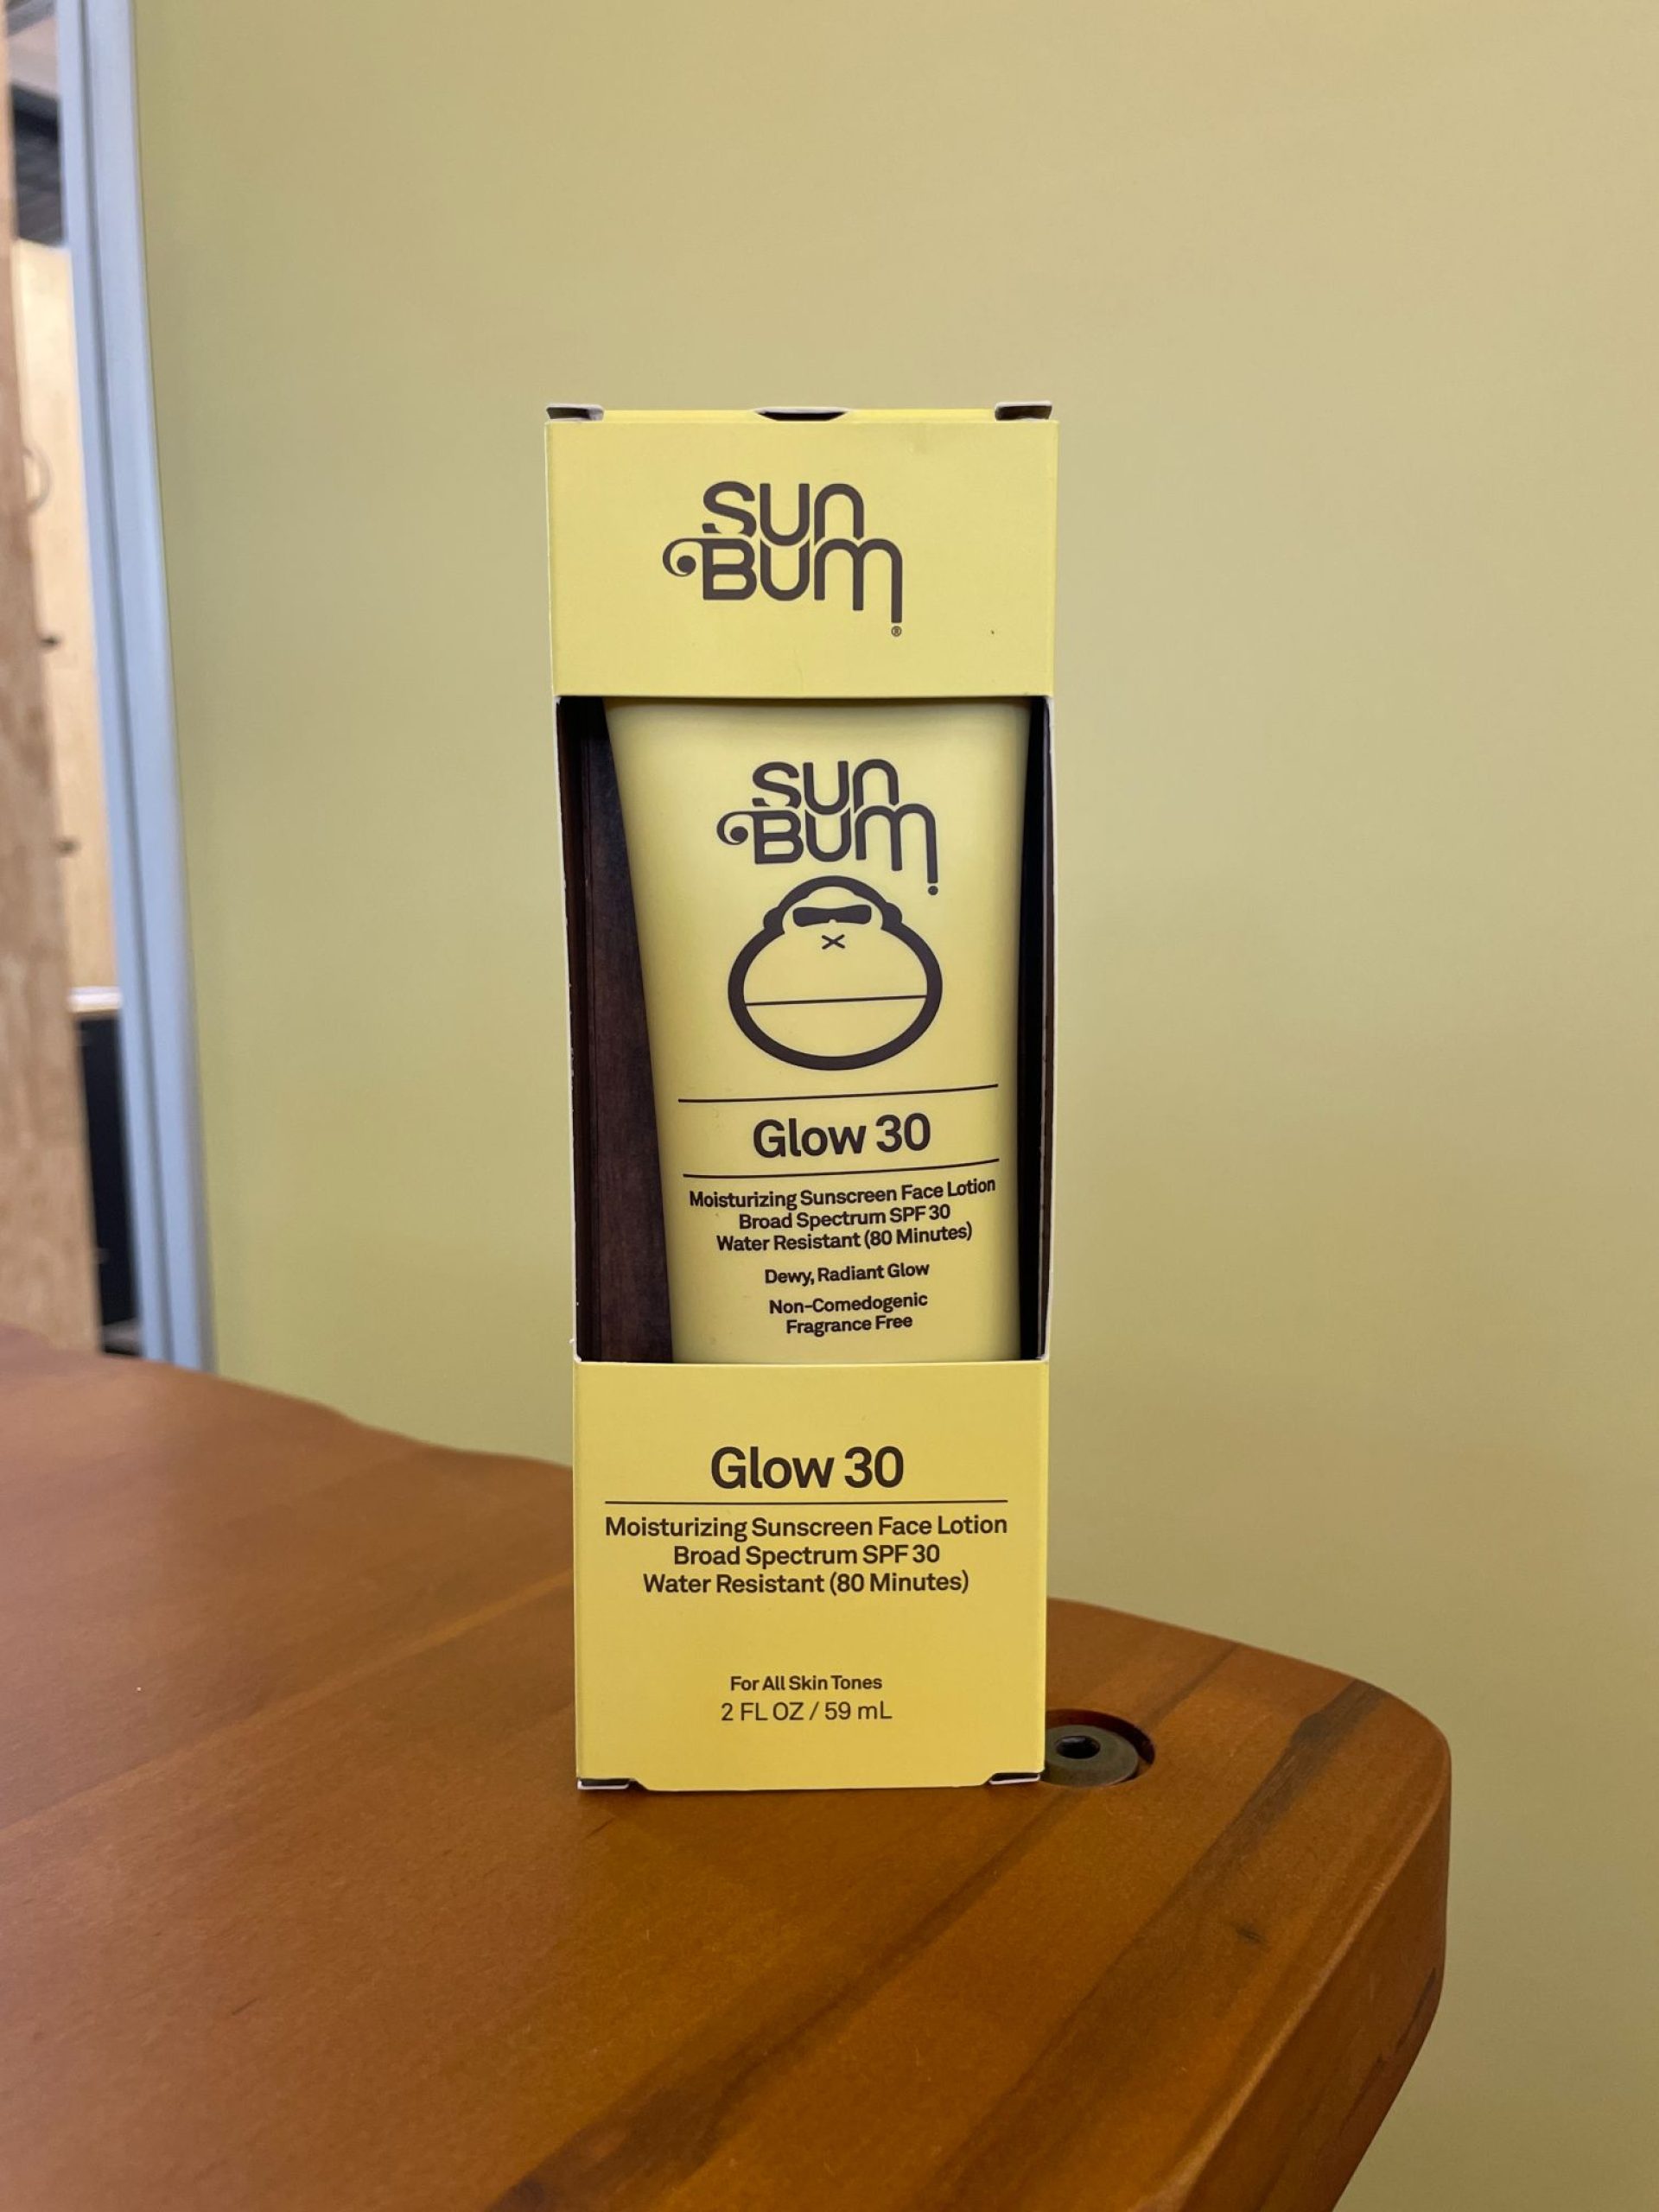 SUN
BUM
®
SUN
BUM
Glow 30
Moisturizing Sunscreen Face Lotion
Broad Spectrum SPF 30
Water Resistant (80 Minutes)
Dewy, Radiant Glow
Non-Comedogenic
Fragrance Free
Glow 30
Moisturizing Sunscreen Face Lotion
Broad Spectrum SPF 30
Water Resistant (80 Minutes)
For All Skin Tones
2 FL OZ / 59 mL